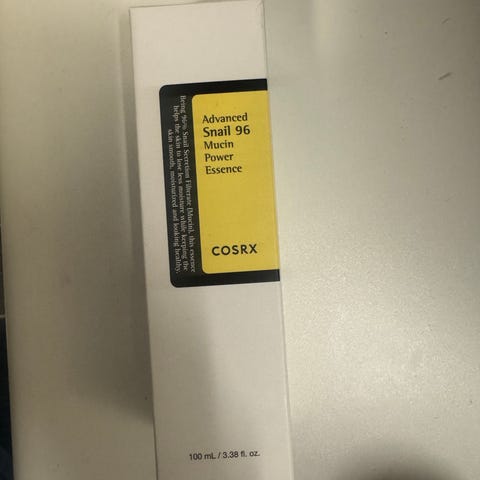 Advanced
Snail 96
Mucin
Power
Essence
COSRX
Being 96% Snail Secretion Filtrate [Mucin], this essence
helps the skin to lose less moisture while keeping the
skin smooth, moisturized and looking healthy.
100 mL / 3.38 fl. oz.